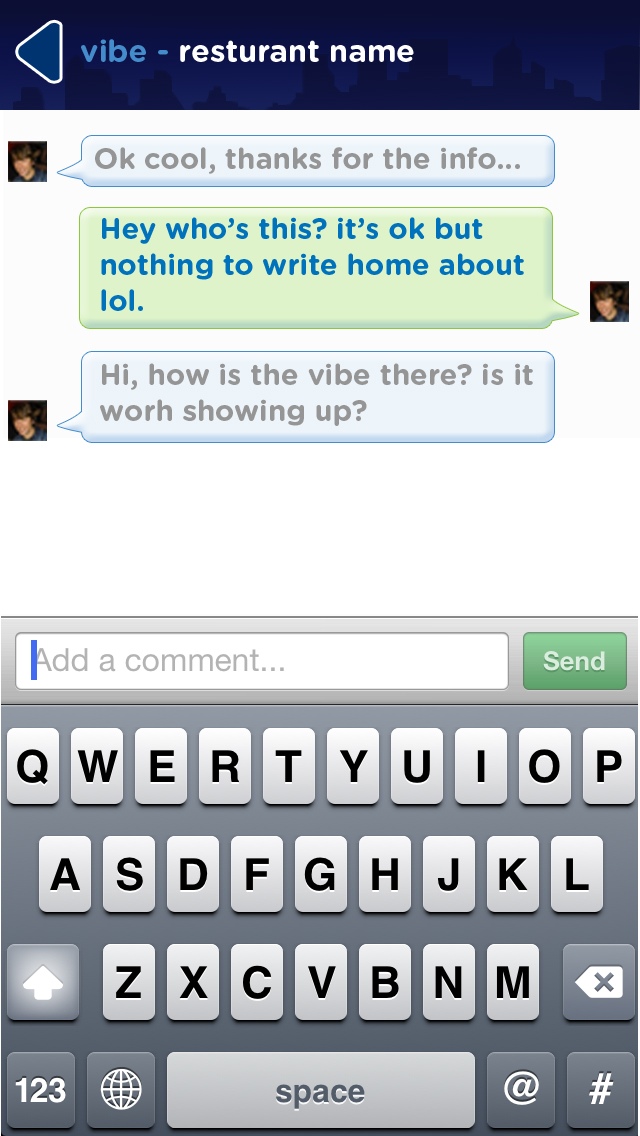 vibe - resturant name
Ok cool, thanks for the info...
Hey who's this? it's ok but
nothing to write home about
lol.
Hi, how is the vibe there? is it
worh showing up?
Add a comment...
Send
Q W E R T Y U I O P
A S D F G H J K L
Z X C V B N M
123 space @ #